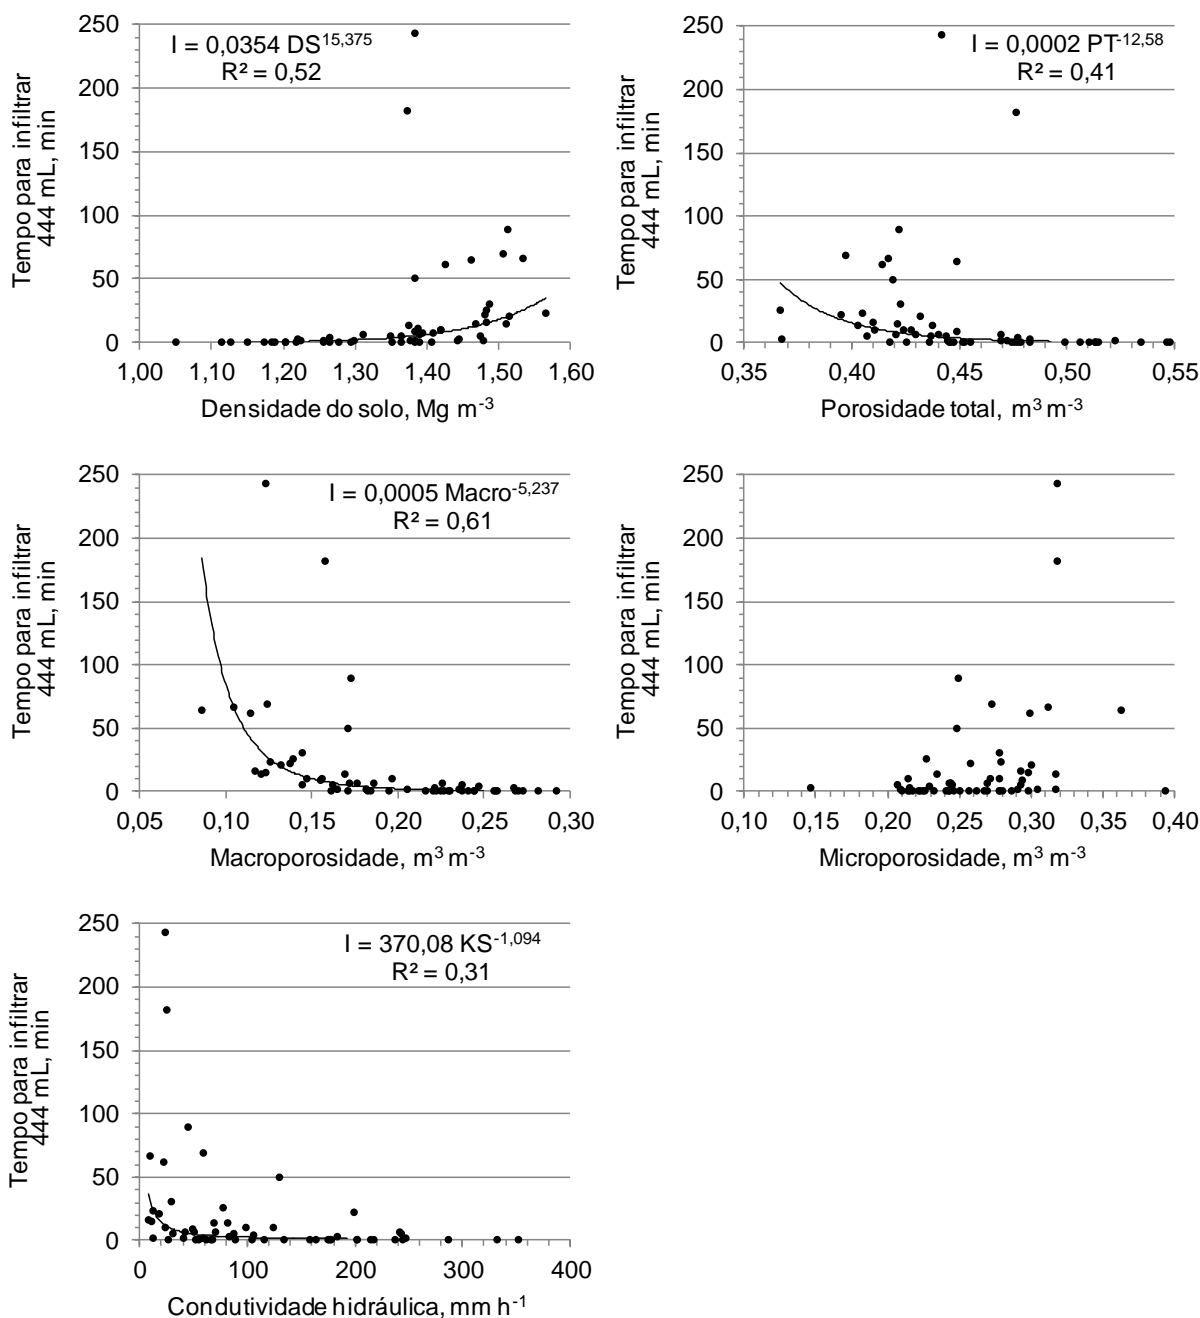 Tempo para infiltrar
444 mL, min
250
200
150
100
50
0
I = 0,0354 DS^15,375
R² = 0,52
1,00 1,10 1,20 1,30 1,40 1,50 1,60
Densidade do solo, Mg m⁻³
Tempo para infiltrar
444 mL, min
250
200
150
100
50
0
I = 0,0002 PT^-12,58
R² = 0,41
0,35 0,40 0,45 0,50 0,55
Porosidade total, m³ m⁻³
Tempo para infiltrar
444 mL, min
250
200
150
100
50
0
I = 0,0005 Macro^-5,237
R² = 0,61
0,05 0,10 0,15 0,20 0,25 0,30
Macroporosidade, m³ m⁻³
Tempo para infiltrar
444 mL, min
250
200
150
100
50
0
0,10 0,15 0,20 0,25 0,30 0,35 0,40
Microporosidade, m³ m⁻³
Tempo para infiltrar
444 mL, min
250
200
150
100
50
0
I = 370,08 KS^-1,094
R² = 0,31
0 100 200 300 400
Condutividade hidráulica, mm h⁻¹